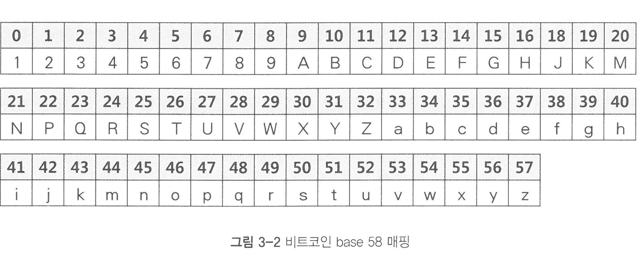 0 1 2 3 4 5 6 7 8 9 10 11 12 13 14 15 16 18 19 20
1 2 3 4 5 6 7 8 9 A B C D E F G H J K M
21 22 23 24 25 26 27 28 29 30 31 32 33 34 35 36 37 38 39 40
N P Q R S T U V W X Y Z a b c d e f g h
41 42 43 44 45 46 47 48 49 50 51 52 53 54 55 56 57
i j k m n o p q r s t u v w x y z
그림 3-2 비트코인 base 58 매핑